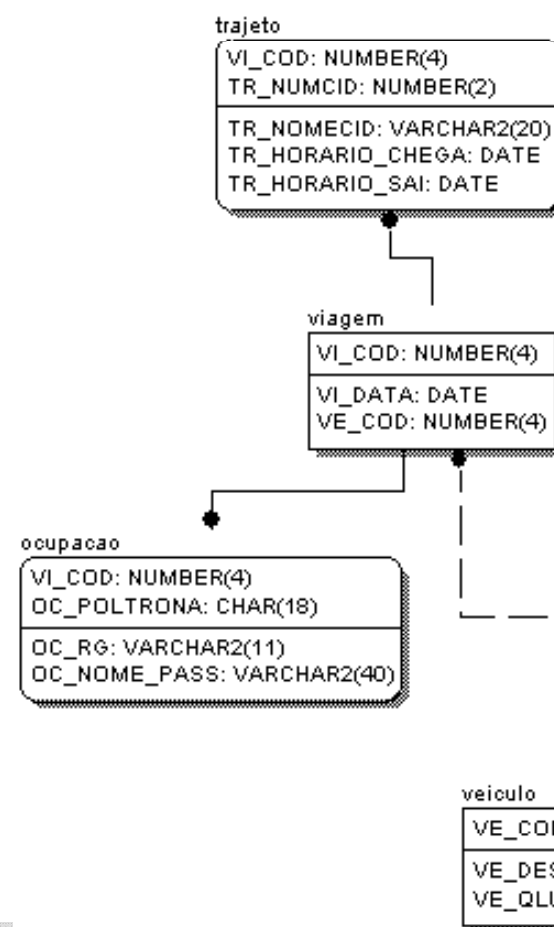 trajeto
VI_COD: NUMBER(4)
TR_NUMCID: NUMBER(2)
TR_NOMECID: VARCHAR2(20)
TR_HORARIO_CHEGA: DATE
TR_HORARIO_SAI: DATE
viagem
VI_COD: NUMBER(4)
VI_DATA: DATE
VE_COD: NUMBER(4)
ocupacao
VI_COD: NUMBER(4)
OC_POLTRONA: CHAR(18)
OC_RG: VARCHAR2(11)
OC_NOME_PASS: VARCHAR2(40)
veiculo